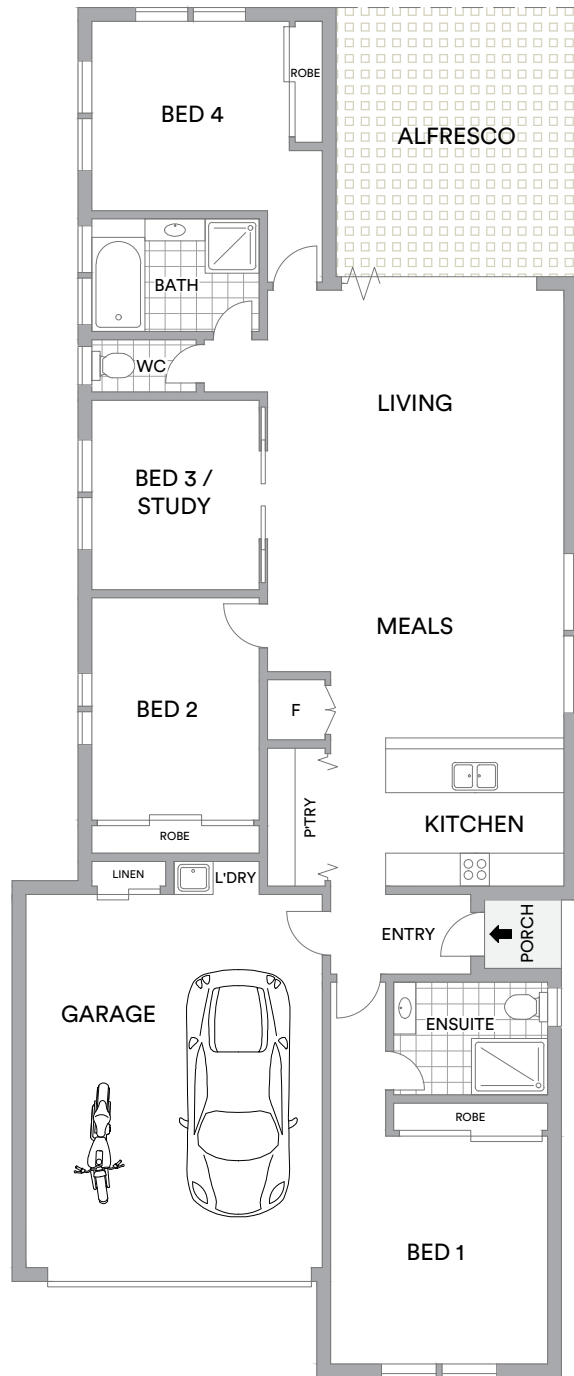 ROBE
BED 4
ALFRESCO
BATH
WC
LIVING
BED 3 /
STUDY
MEALS
BED 2
F
P'TRY
KITCHEN
ROBE
LINEN
L'DRY
ENTRY
PORCH
GARAGE
ENSUITE
ROBE
BED 1